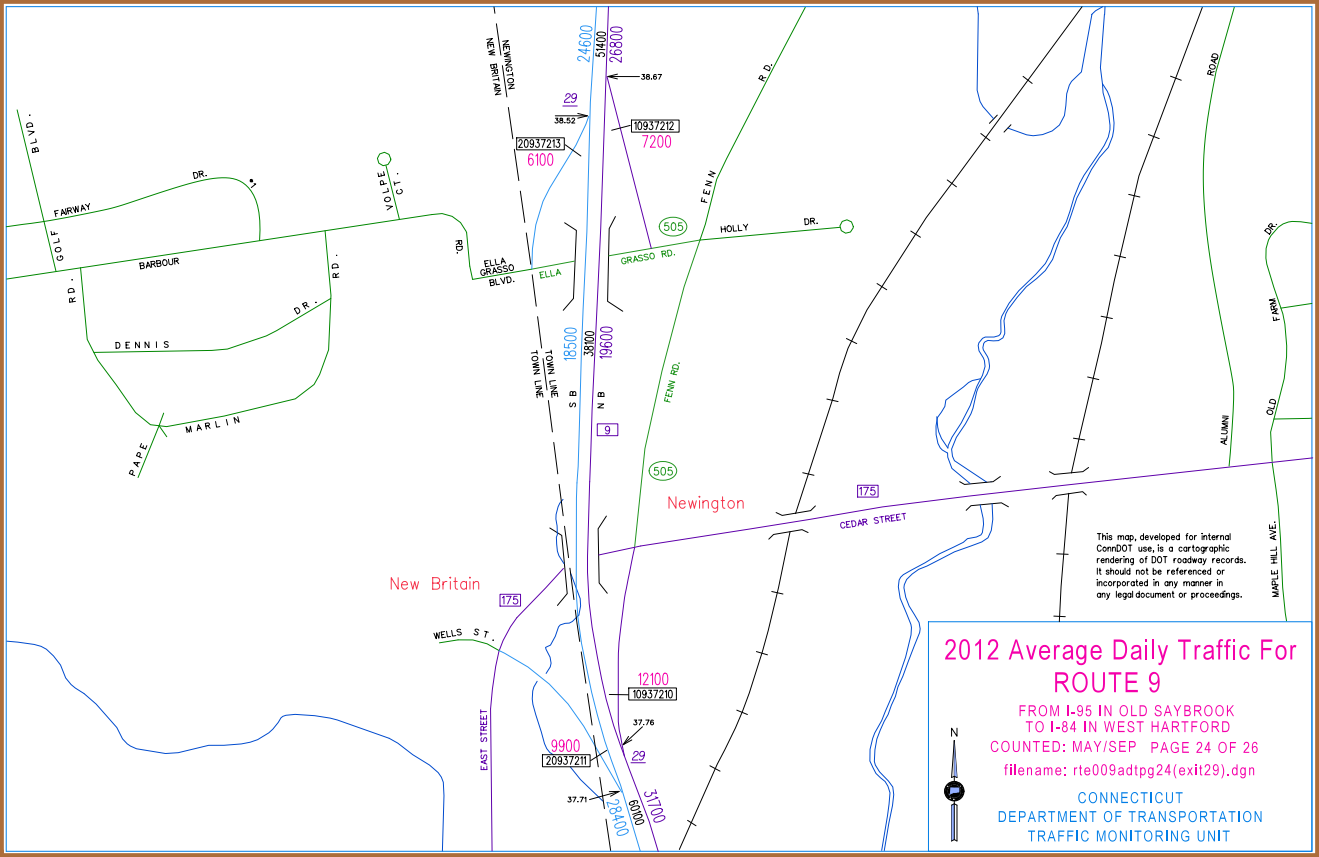 24600
51400
26800
NEWINGTON
NEW BRITAIN
38.67
29
38.52
10937212
7200
20937213
6100
RD.
FENN
ROAD
BLVD.
GOLF
RD.
FAIRWAY
DR.
*1
VOLPE
CT.
BARBOUR
RD.
RD.
DR.
DENNIS
MARLIN
PAPE
ELLA
GRASSO
BLVD.
ELLA
GRASSO RD.
505
HOLLY
DR.
DR.
FARM
OLD
ALUMNI
18500
38100
19600
TOWN LINE
TOWN LINE
SB
NB
9
FENN RD.
505
Newington
175
CEDAR STREET
MAPLE HILL AVE.
New Britain
175
WELLS ST.
EAST STREET
12100
10937210
37.76
29
9900
20937211
37.71
28400
60100
31700
This map, developed for internal
ConnDOT use, is a cartographic
rendering of DOT roadway records.
It should not be referenced or
incorporated in any manner in
any legal document or proceedings.
2012 Average Daily Traffic For
ROUTE 9
FROM I-95 IN OLD SAYBROOK
TO I-84 IN WEST HARTFORD
COUNTED: MAY/SEP PAGE 24 OF 26
filename: rte009adtpg24(exit29).dgn
N
CONNECTICUT
DEPARTMENT OF TRANSPORTATION
TRAFFIC MONITORING UNIT